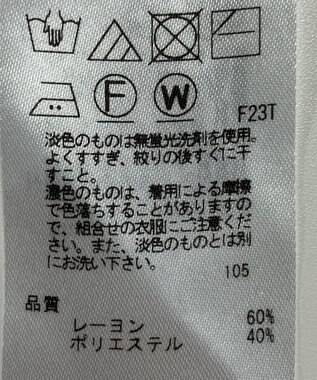 F
W
F23T
淡色のものは無蛍光洗剤を使用。
よくすすぎ、絞りの後すぐに干
すこと。
濃色のものは、着用による摩擦
で色落ちすることがありますの
で、組合せの衣服にご注意くだ
さい。また、淡色のものとは別
にお洗い下さい。
105
品質
レーヨン 60%
ポリエステル 40%